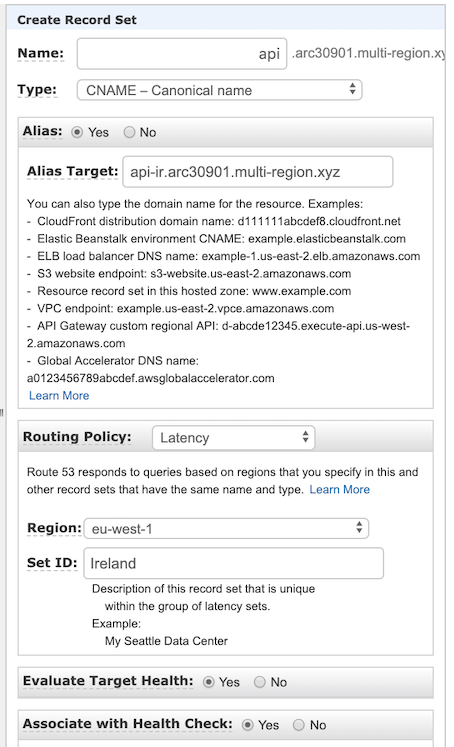 Create Record Set
Name: api .arc30901.multi-region.xy
Type: CNAME – Canonical name
Alias: Yes No
Alias Target: api-ir.arc30901.multi-region.xyz
You can also type the domain name for the resource. Examples:
- CloudFront distribution domain name: d111111abcdef8.cloudfront.net
- Elastic Beanstalk environment CNAME: example.elasticbeanstalk.com
- ELB load balancer DNS name: example-1.us-east-2.elb.amazonaws.com
- S3 website endpoint: s3-website.us-east-2.amazonaws.com
- Resource record set in this hosted zone: www.example.com
- VPC endpoint: example.us-east-2.vpce.amazonaws.com
- API Gateway custom regional API: d-abcde12345.execute-api.us-west-
2.amazonaws.com
- Global Accelerator DNS name:
a0123456789abcdef.awsglobalaccelerator.com
Learn More
Routing Policy: Latency
Route 53 responds to queries based on regions that you specify in this and
other record sets that have the same name and type. Learn More
Region: eu-west-1
Set ID: Ireland
Description of this record set that is unique
within the group of latency sets.
Example:
My Seattle Data Center
Evaluate Target Health: Yes No
Associate with Health Check: Yes No